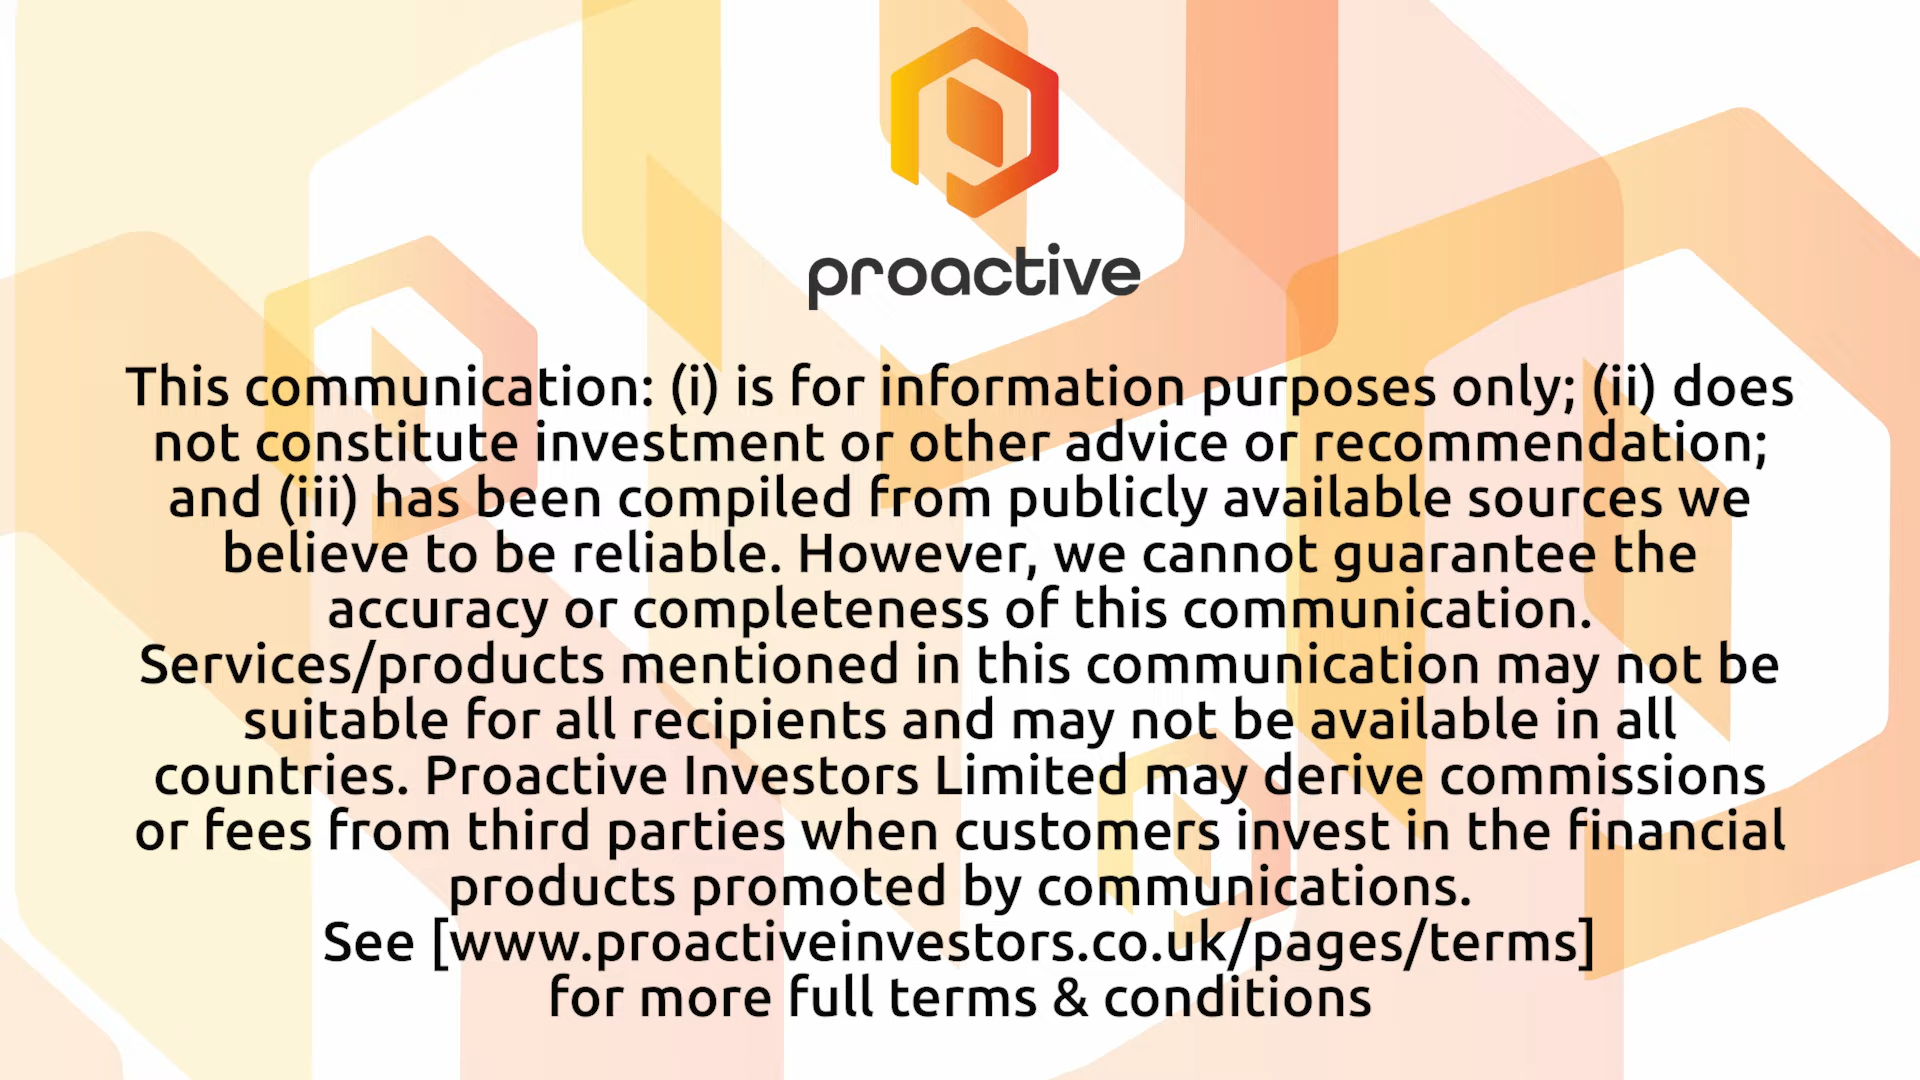 proactive
This communication: (i) is for information purposes only; (ii) does
not constitute investment or other advice or recommendation;
and (iii) has been compiled from publicly available sources we
believe to be reliable. However, we cannot guarantee the
accuracy or completeness of this communication.
Services/products mentioned in this communication may not be
suitable for all recipients and may not be available in all
countries. Proactive Investors Limited may derive commissions
or fees from third parties when customers invest in the financial
products promoted by communications.
See [www.proactiveinvestors.co.uk/pages/terms]
for more full terms & conditions